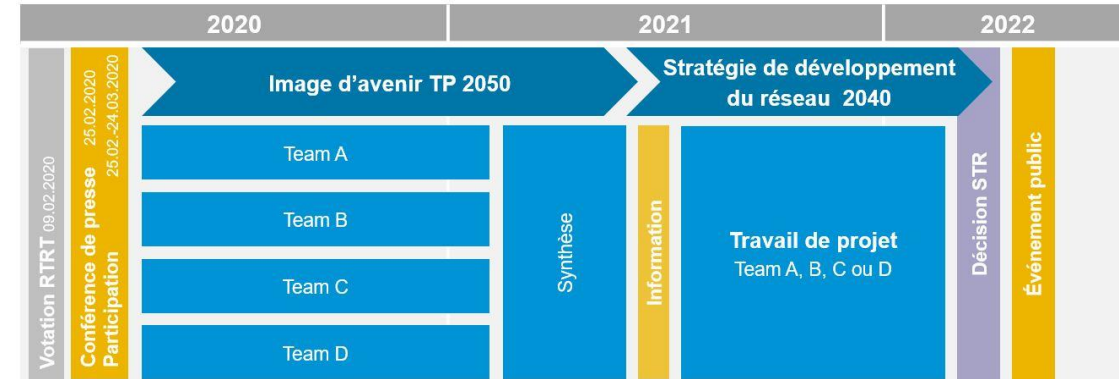 2020
2021
2022
Votation RTRT 09.02.2020
Conférence de presse 25.02.2020
Participation 25.02.-24.03.2020
Image d'avenir TP 2050
Stratégie de développement
du réseau 2040
Team A
Team B
Team C
Team D
Synthèse
Information
Travail de projet
Team A, B, C ou D
Décision STR
Événement public